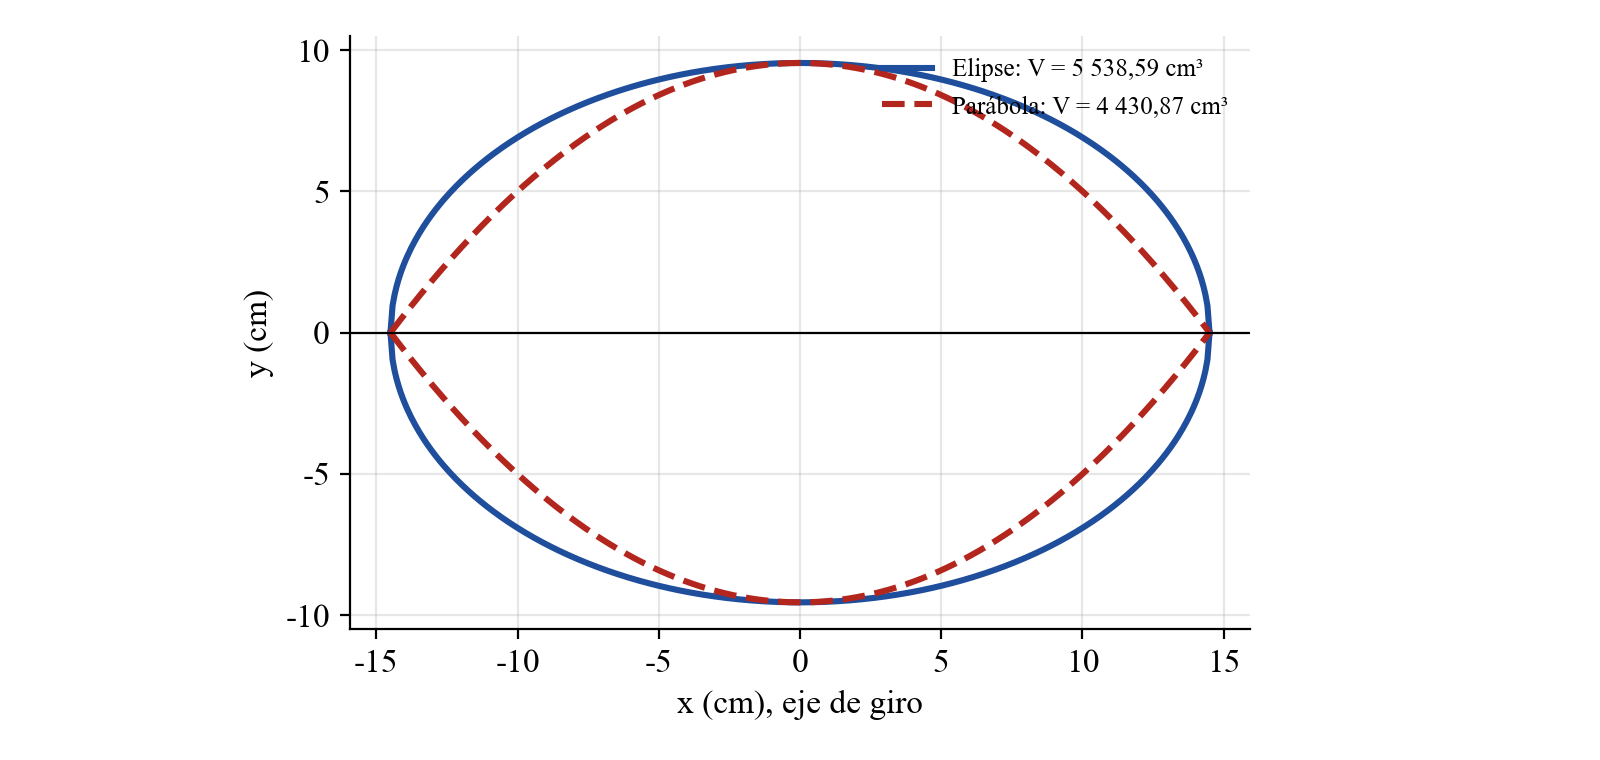 10
Elipse: V = 5 538,59 cm³
Parábola: V = 4 430,87 cm³
5
y (cm)
0
-5
-10
-15 -10 -5 0 5 10 15
x (cm), eje de giro